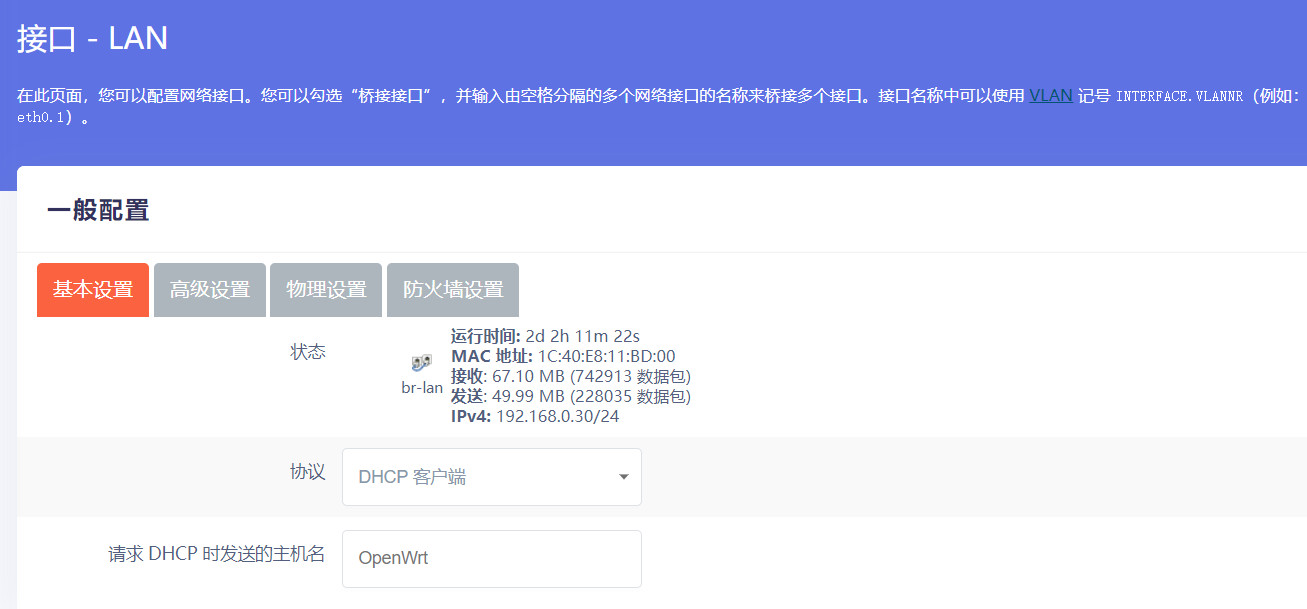 接口 - LAN
在此页面，您可以配置网络接口。您可以勾选“桥接接口”，并输入由空格分隔的多个网络接口的名称来桥接多个接口。接口名称中可以使用 VLAN 记号 INTERFACE.VLANNR（例如：
eth0.1）。
一般配置
基本设置 高级设置 物理设置 防火墙设置
状态
br-lan
运行时间: 2d 2h 11m 22s
MAC 地址: 1C:40:E8:11:BD:00
接收: 67.10 MB (742913 数据包)
发送: 49.99 MB (228035 数据包)
IPv4: 192.168.0.30/24
协议 DHCP 客户端
请求 DHCP 时发送的主机名 OpenWrt